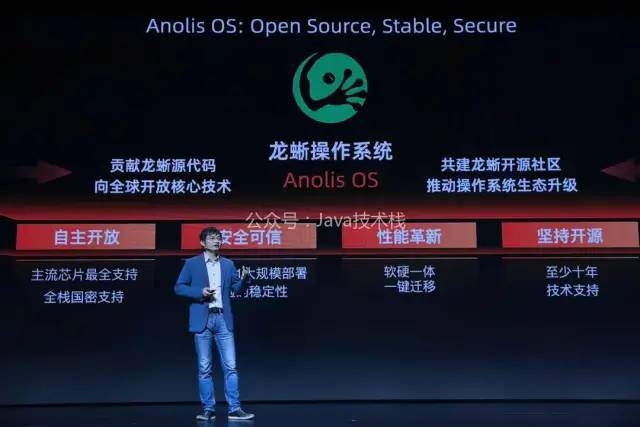 Anolis OS: Open Source, Stable, Secure
龙蜥操作系统
Anolis OS
贡献龙蜥源代码
向全球开放核心技术
共建龙蜥开源社区
推动操作系统生态升级
公众号：Java技术栈
自主开放
安全可信
性能革新
坚持开源
主流芯片最全支持
全栈国密支持
大规模部署
稳定性
软硬一体
一键迁移
至少十年
技术支持